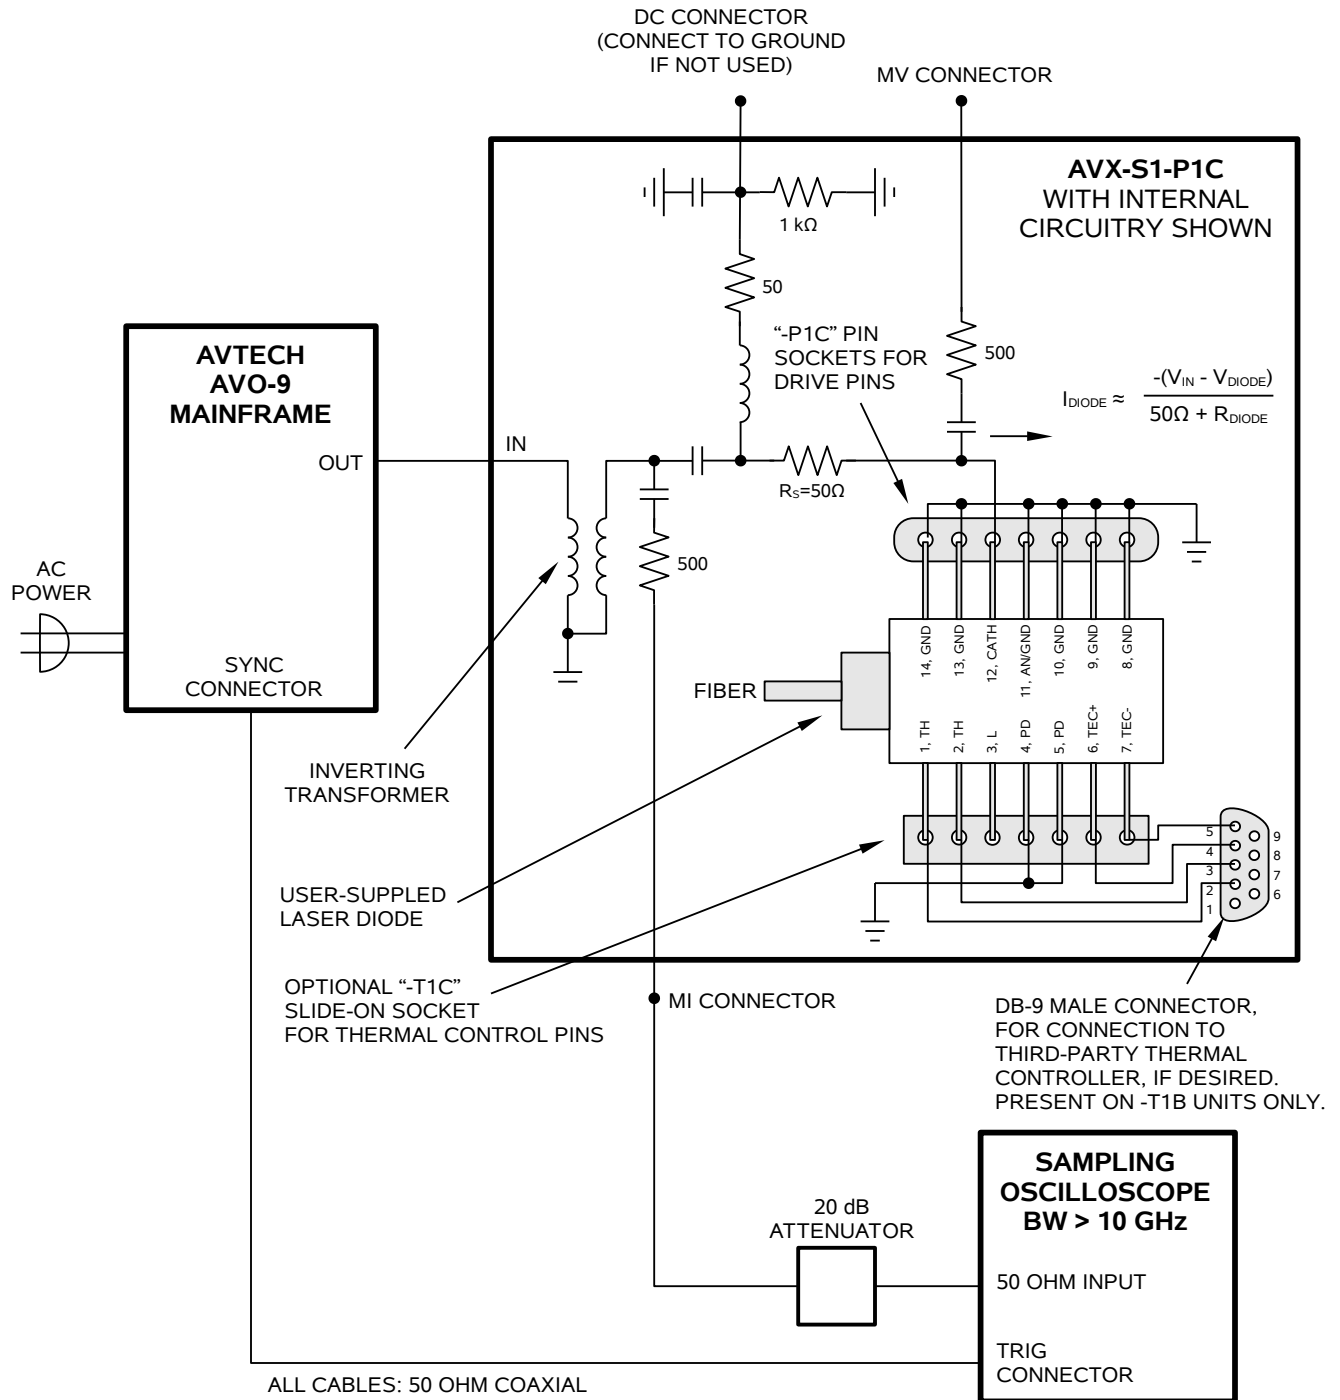 DC CONNECTOR
(CONNECT TO GROUND
IF NOT USED)
MV CONNECTOR
AVX-S1-P1C
WITH INTERNAL
CIRCUITRY SHOWN
1 kΩ
50
"-P1C" PIN
SOCKETS FOR
DRIVE PINS
500
I_DIODE ≈ -(V_IN - V_DIODE)
50Ω + R_DIODE
AVTECH
AVO-9
MAINFRAME
OUT
IN
R_S=50Ω
500
AC
POWER
SYNC
CONNECTOR
14, GND
13, GND
12, CATH
11, AN/GND
10, GND
9, GND
8, GND
FIBER
1, TH
2, TH
3, L
4, PD
5, PD
6, TEC+
7, TEC-
INVERTING
TRANSFORMER
5
9
4
8
3
7
2
6
1
USER-SUPPLED
LASER DIODE
OPTIONAL "-T1C"
SLIDE-ON SOCKET
FOR THERMAL CONTROL PINS
MI CONNECTOR
DB-9 MALE CONNECTOR,
FOR CONNECTION TO
THIRD-PARTY THERMAL
CONTROLLER, IF DESIRED.
PRESENT ON -T1B UNITS ONLY.
SAMPLING
OSCILLOSCOPE
BW > 10 GHz
20 dB
ATTENUATOR
50 OHM INPUT
TRIG
CONNECTOR
ALL CABLES: 50 OHM COAXIAL